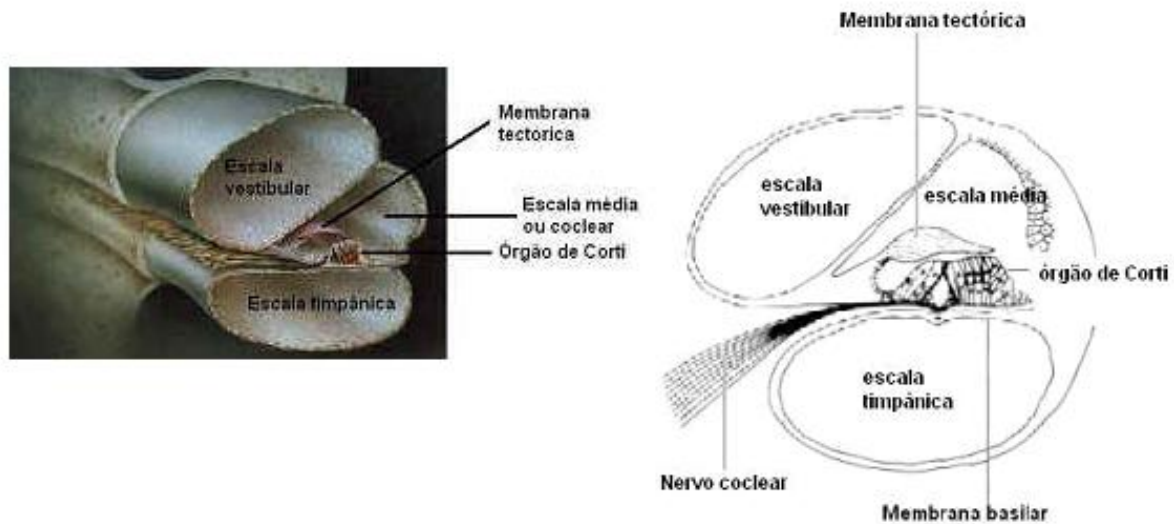 Membrana
tectorica
Escala
vestibular
Escala média
ou coclear
Órgão de Corti
Escala timpânica
Membrana tectórica
escala
vestibular
escala média
órgão de Corti
escala
timpânica
Nervo coclear
Membrana basilar